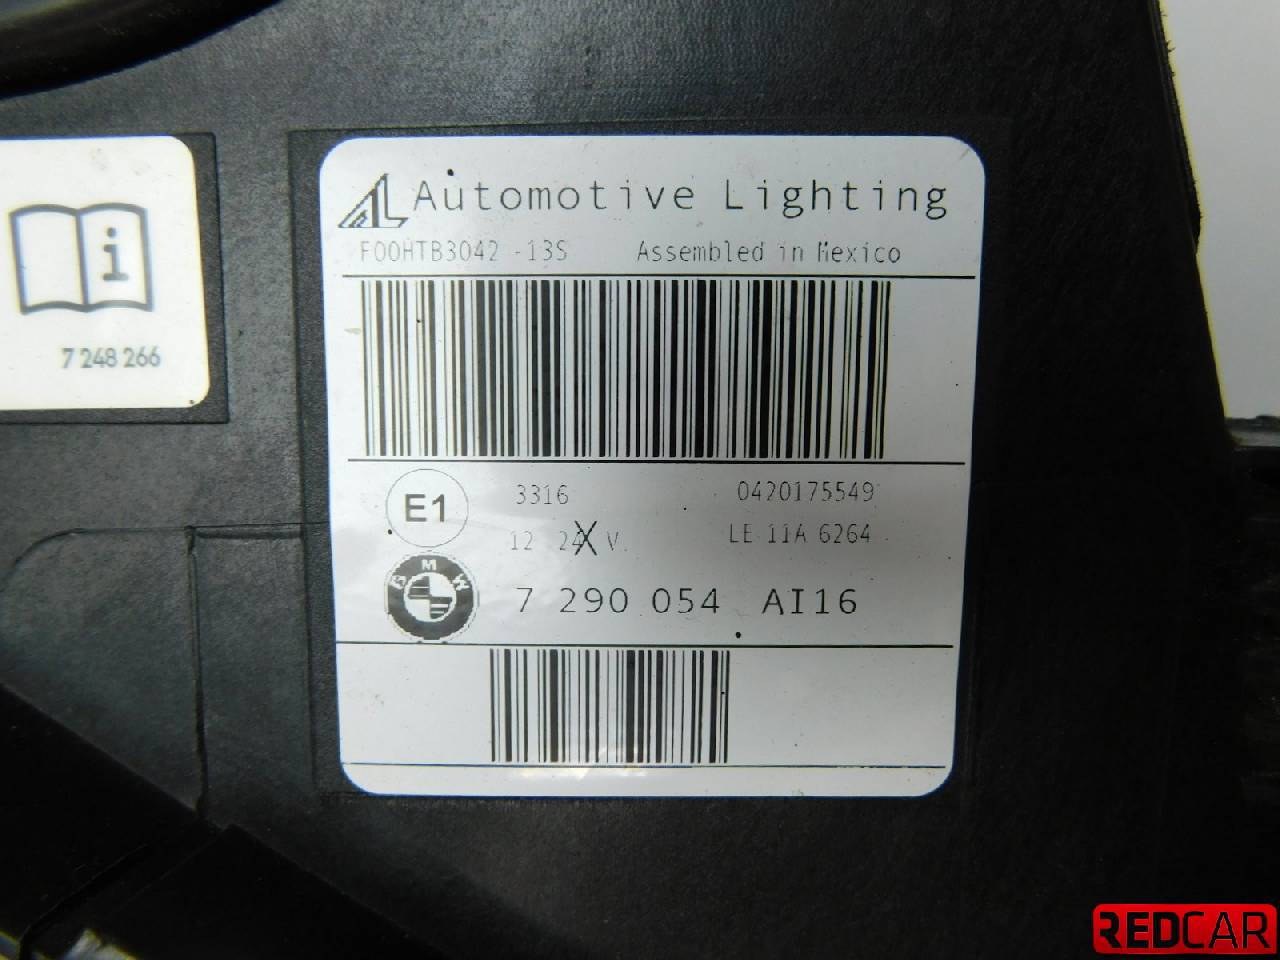 Automotive Lighting
F00HTB3042 -13S Assembled in Mexico
i
7 248 266
E1
3316 0420175549
12 24 V. LE 11A 6264
BMW
7 290 054 AI16
REDCAR